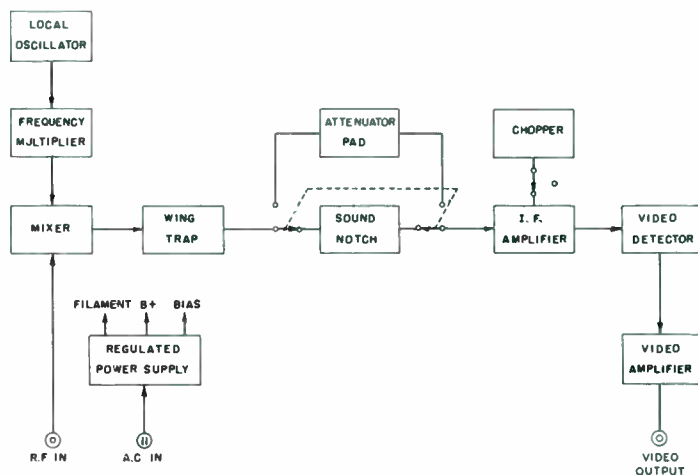 LOCAL
OSCILLATOR
FREQUENCY
MULTIPLIER
ATTENUATOR
PAD
CHOPPER
MIXER
WING
TRAP
SOUND
NOTCH
I. F.
AMPLIFIER
VIDEO
DETECTOR
FILAMENT B+ BIAS
REGULATED
POWER SUPPLY
VIDEO
AMPLIFIER
R.F IN
A.C IN
VIDEO
OUTPUT